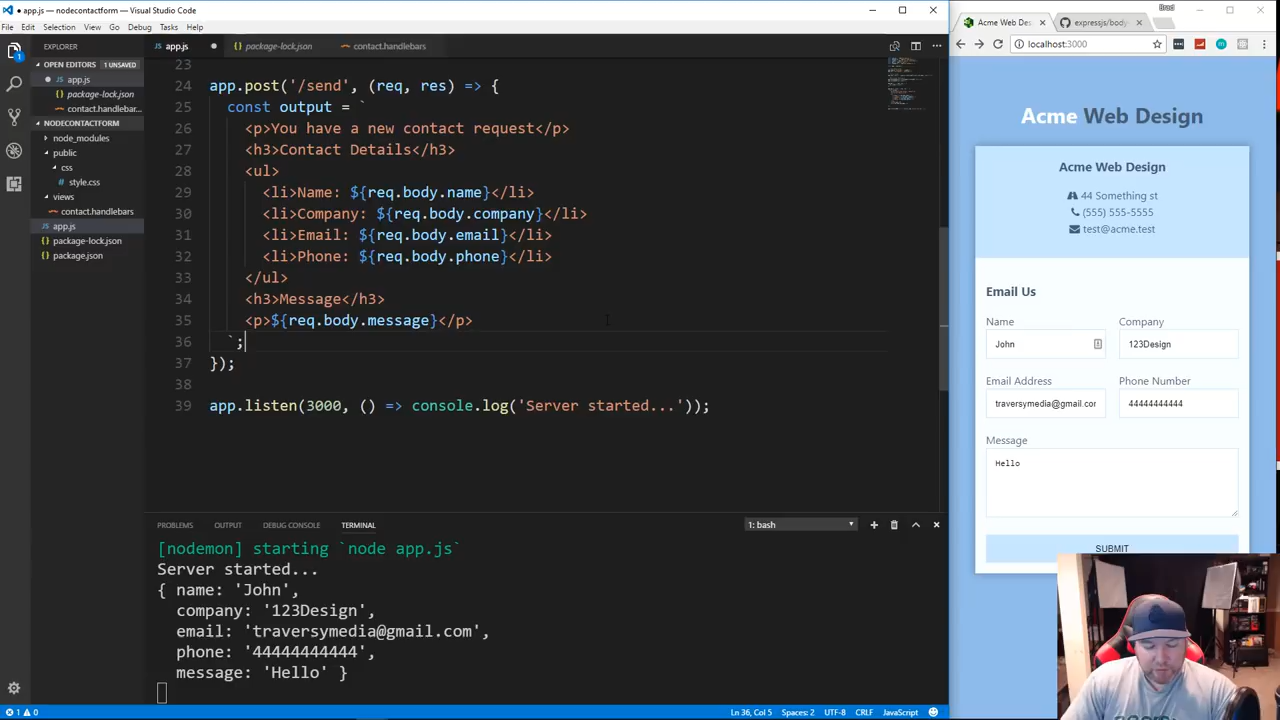 app.js • nodecontactform - Visual Studio Code
File Edit Selection View Go Debug Tasks Help
EXPLORER
OPEN EDITORS 1 UNSAVED
app.js
package-lock.json
contact.handlebar...
NODECONTACTFORM
node_modules
public
css
style.css
views
contact.handlebars
app.js
package-lock.json
package.json
app.js
package-lock.json
contact.handlebars
23
24 app.post('/send', (req, res) => {
25 const output = `
26 <p>You have a new contact request</p>
27 <h3>Contact Details</h3>
28 <ul>
29 <li>Name: ${req.body.name}</li>
30 <li>Company: ${req.body.company}</li>
31 <li>Email: ${req.body.email}</li>
32 <li>Phone: ${req.body.phone}</li>
33 </ul>
34 <h3>Message</h3>
35 <p>${req.body.message}</p>
36 `;
37 });
38
39 app.listen(3000, () => console.log('Server started...'));
PROBLEMS OUTPUT DEBUG CONSOLE TERMINAL
1: bash
[nodemon] starting `node app.js`
Server started...
{ name: 'John',
company: '123Design',
email: 'traversymedia@gmail.com',
phone: '44444444444',
message: 'Hello' }
1 0
Ln 36, Col 5 Spaces: 2 UTF-8 CRLF JavaScript
Brad
Acme Web Des
expressjs/body-
localhost:3000
Acme Web Design
Acme Web Design
44 Something st
(555) 555-5555
test@acme.test
Email Us
Name Company
John 123Design
Email Address Phone Number
traversymedia@gmail.cor 44444444444
Message
Hello
SUBMIT